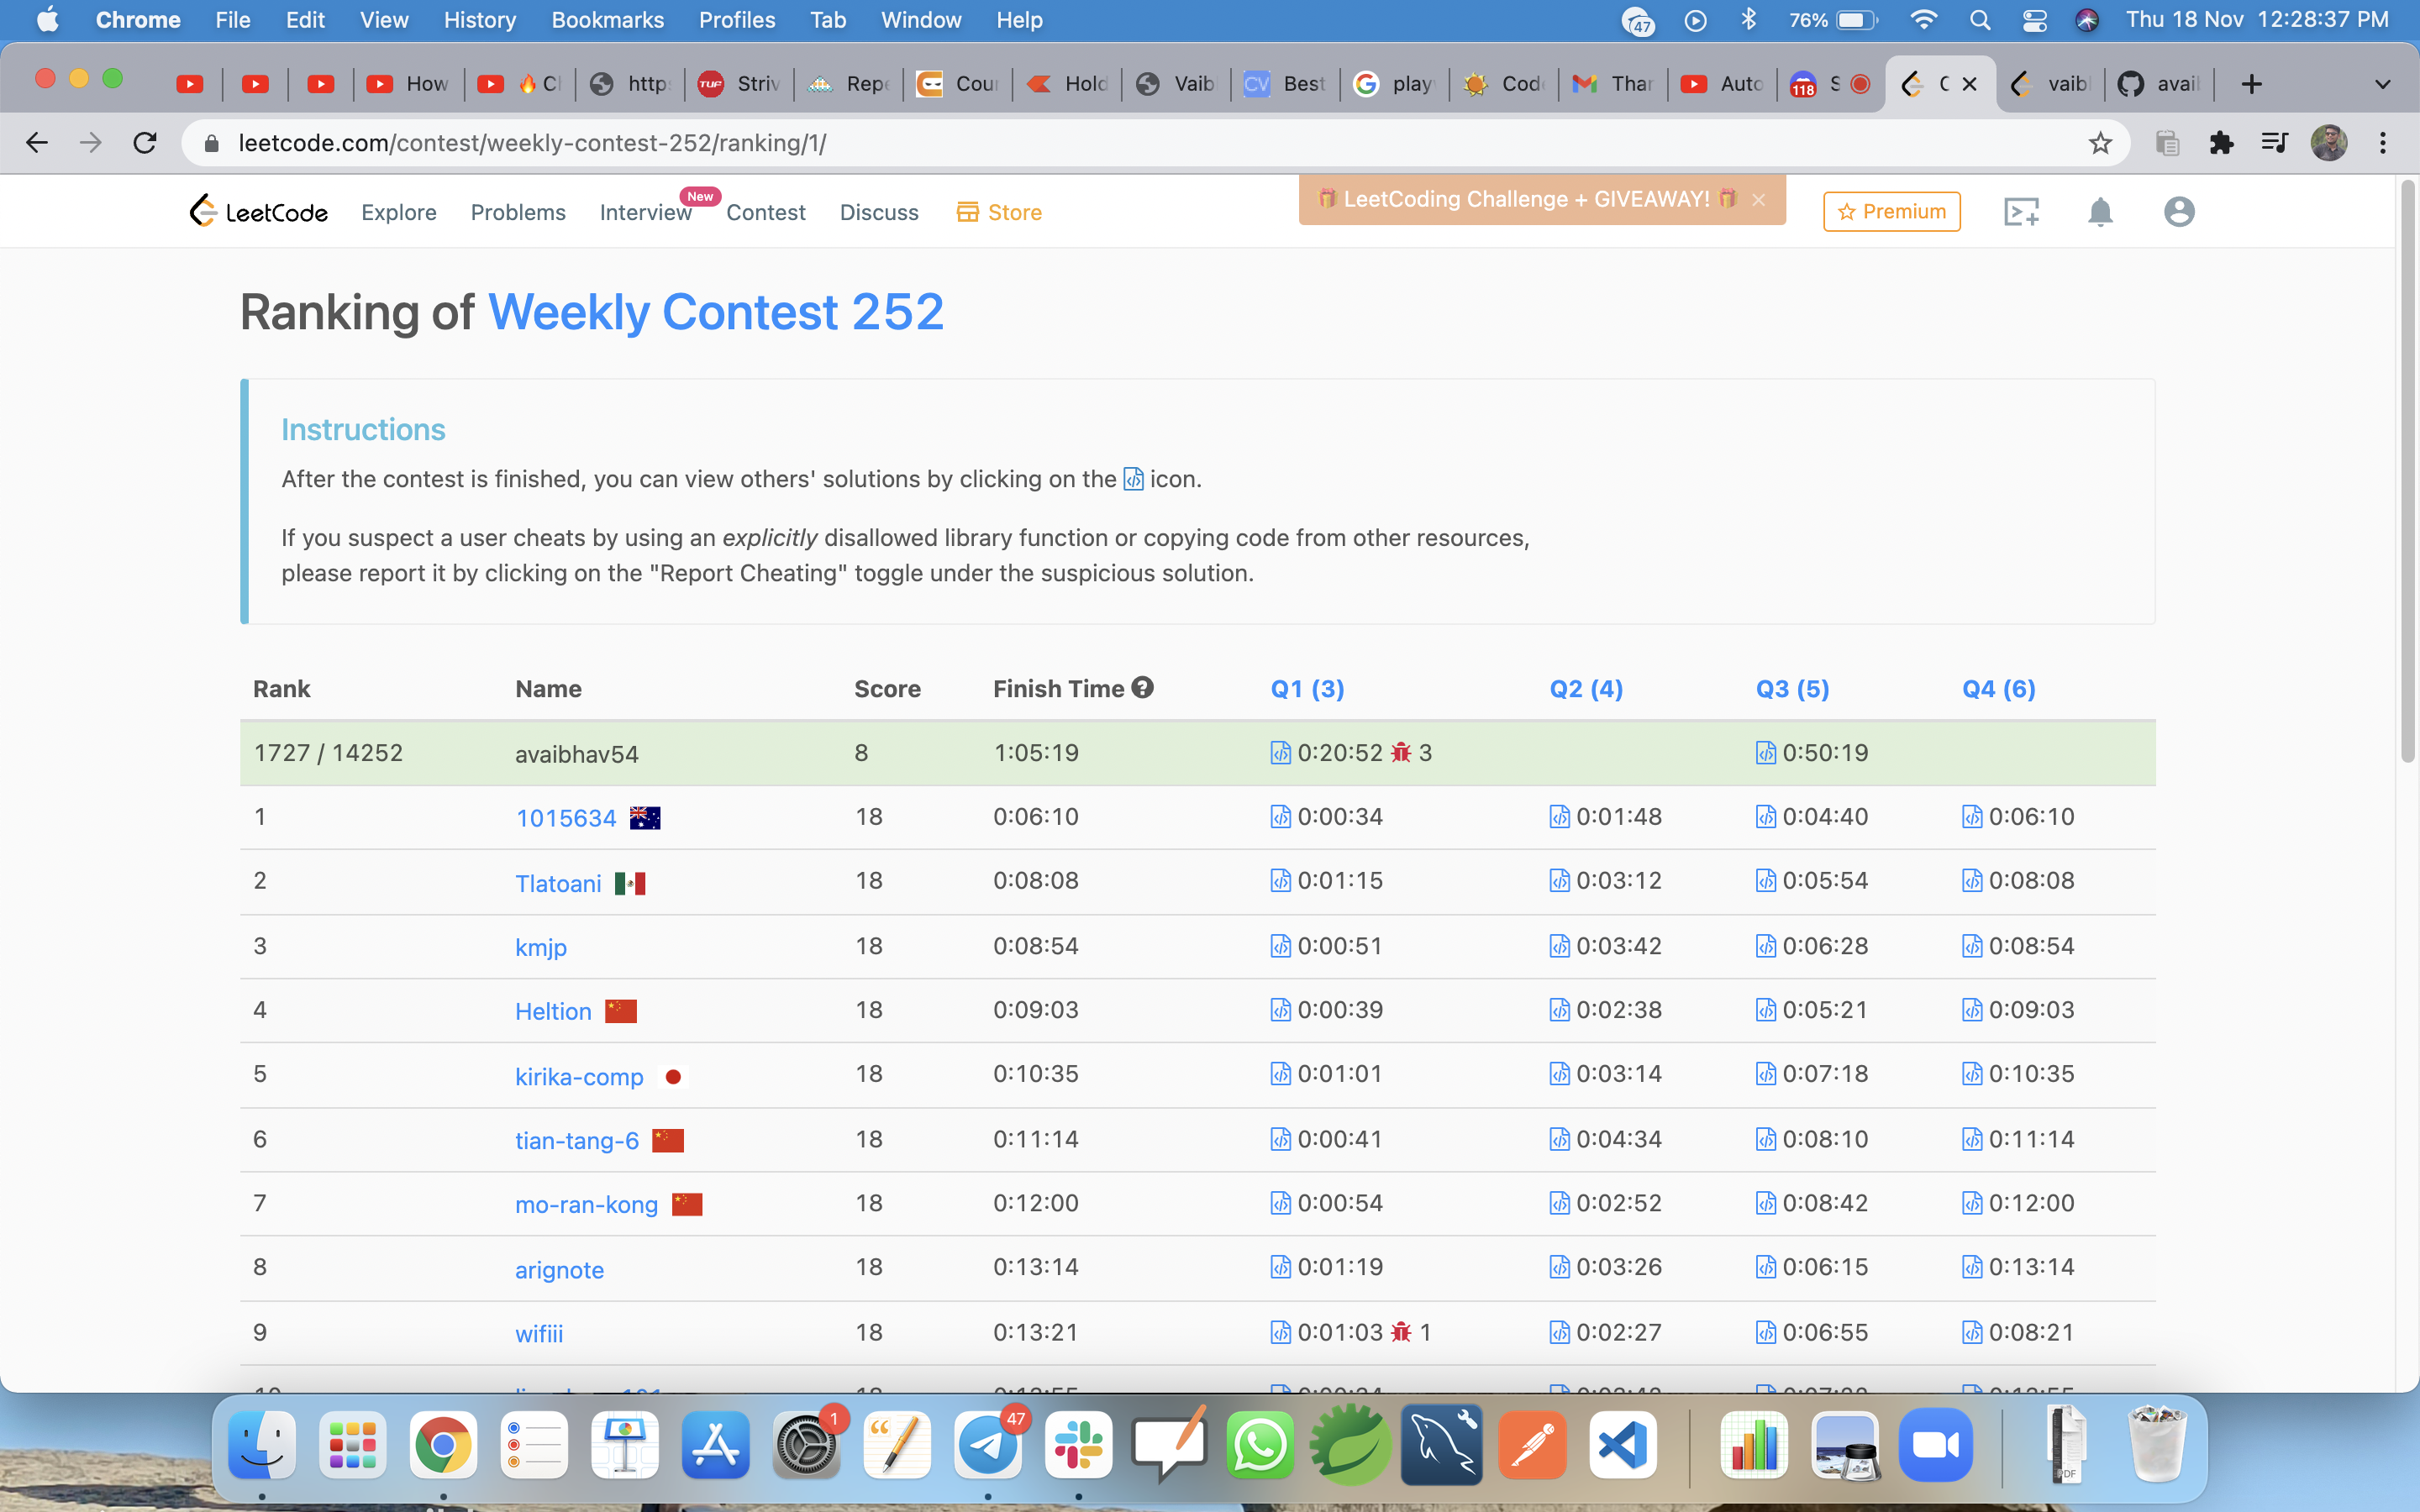 Chrome File Edit View History Bookmarks Profiles Tab Window Help 47 76% Thu 18 Nov 12:28:37 PM
How Cl http Striv Repe Cour Hold Vaib CV Best play Code Thar Auto 118 S C vaibl avail
leetcode.com/contest/weekly-contest-252/ranking/1/
LeetCode Explore Problems Interview New Contest Discuss Store LeetCoding Challenge + GIVEAWAY! Premium
Ranking of Weekly Contest 252
Instructions
After the contest is finished, you can view others' solutions by clicking on the icon.
If you suspect a user cheats by using an explicitly disallowed library function or copying code from other resources,
please report it by clicking on the "Report Cheating" toggle under the suspicious solution.
Rank Name Score Finish Time Q1 (3) Q2 (4) Q3 (5) Q4 (6)
1727 / 14252 avaibhav54 8 1:05:19 0:20:52 3 0:50:19
1 1015634 18 0:06:10 0:00:34 0:01:48 0:04:40 0:06:10
2 Tlatoani 18 0:08:08 0:01:15 0:03:12 0:05:54 0:08:08
3 kmjp 18 0:08:54 0:00:51 0:03:42 0:06:28 0:08:54
4 Heltion 18 0:09:03 0:00:39 0:02:38 0:05:21 0:09:03
5 kirika-comp 18 0:10:35 0:01:01 0:03:14 0:07:18 0:10:35
6 tian-tang-6 18 0:11:14 0:00:41 0:04:34 0:08:10 0:11:14
7 mo-ran-kong 18 0:12:00 0:00:54 0:02:52 0:08:42 0:12:00
8 arignote 18 0:13:14 0:01:19 0:03:26 0:06:15 0:13:14
9 wifiii 18 0:13:21 0:01:03 1 0:02:27 0:06:55 0:08:21
1 47 PDF